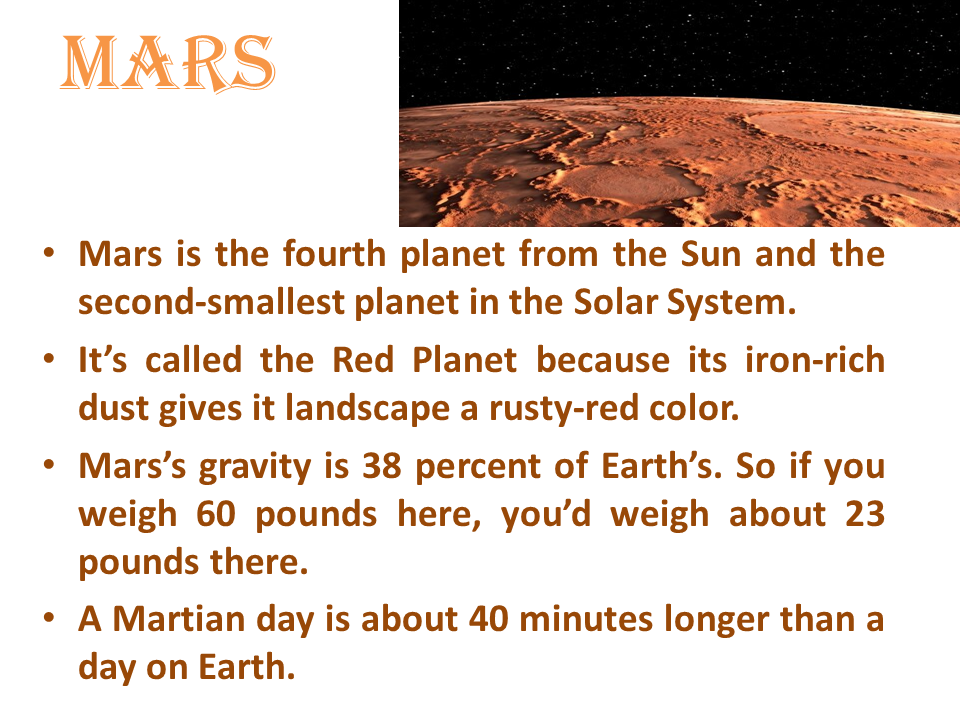 MARS
• Mars is the fourth planet from the Sun and the
second-smallest planet in the Solar System.
• It’s called the Red Planet because its iron-rich
dust gives it landscape a rusty-red color.
• Mars’s gravity is 38 percent of Earth’s. So if you
weigh 60 pounds here, you’d weigh about 23
pounds there.
• A Martian day is about 40 minutes longer than a
day on Earth.